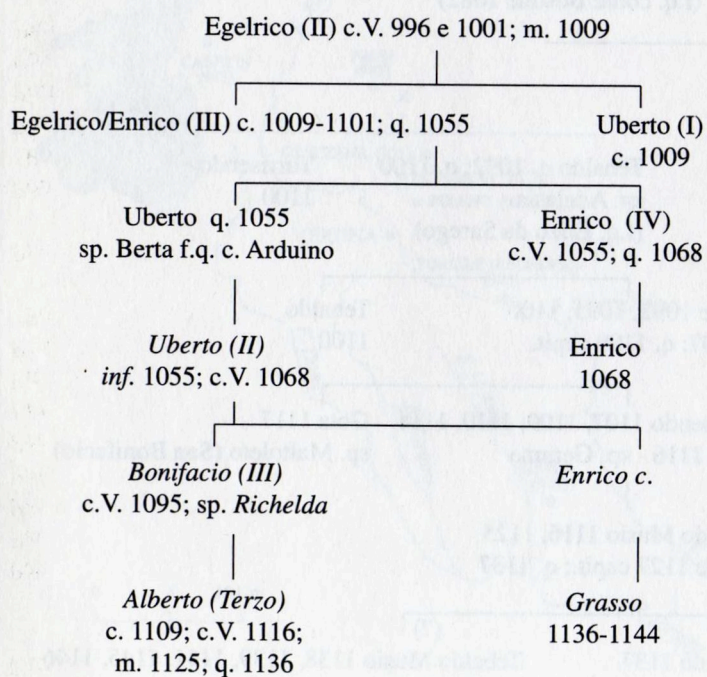 Egelrico (II) c.V. 996 e 1001; m. 1009
Egelrico/Enrico (III) c. 1009-1101; q. 1055
Uberto (I)
c. 1009
Uberto q. 1055
sp. Berta f.q. c. Arduino
Enrico (IV)
c.V. 1055; q. 1068
Uberto (II)
inf. 1055; c.V. 1068
Enrico
1068
Bonifacio (III)
c.V. 1095; sp. Richelda
Enrico c.
Alberto (Terzo)
c. 1109; c.V. 1116;
m. 1125; q. 1136
Grasso
1136-1144